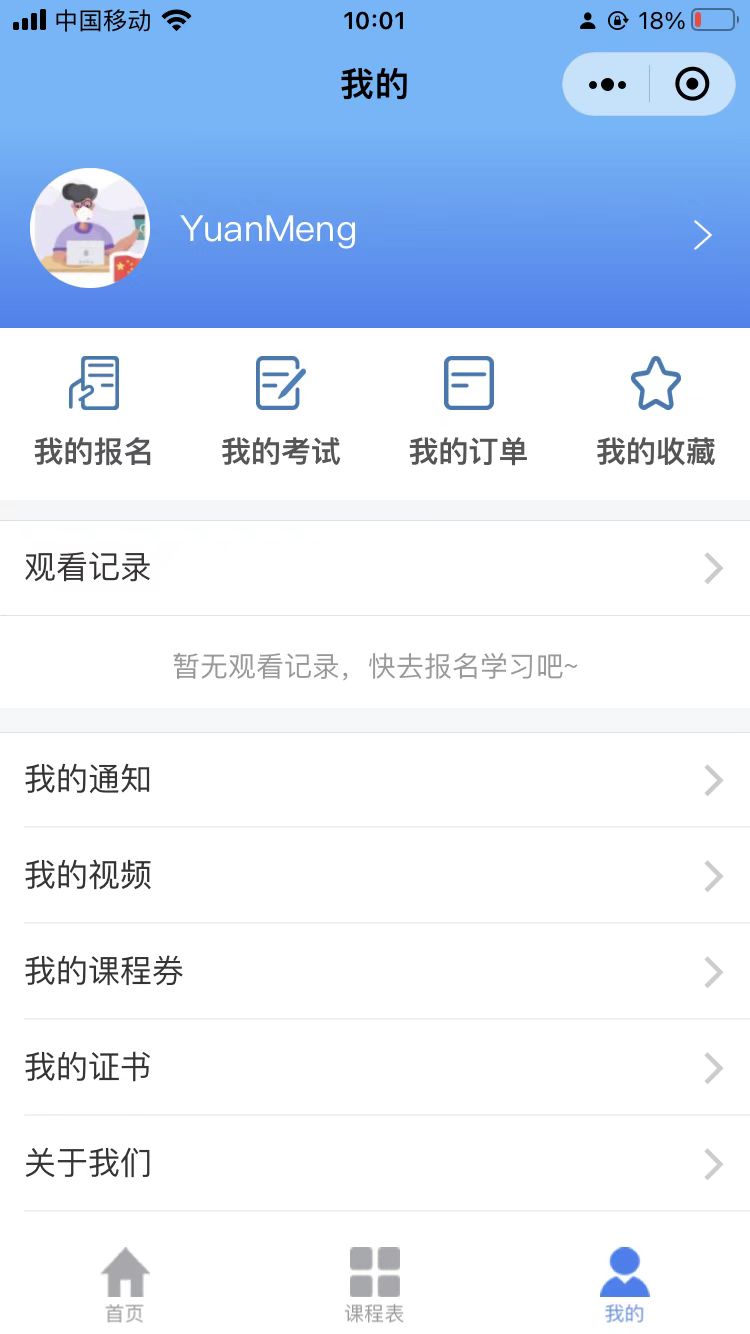 中国移动 10:01 18%
我的
YuanMeng
我的报名 我的考试 我的订单 我的收藏
观看记录
暂无观看记录，快去报名学习吧~
我的通知
我的视频
我的课程券
我的证书
关于我们
首页 课程表 我的